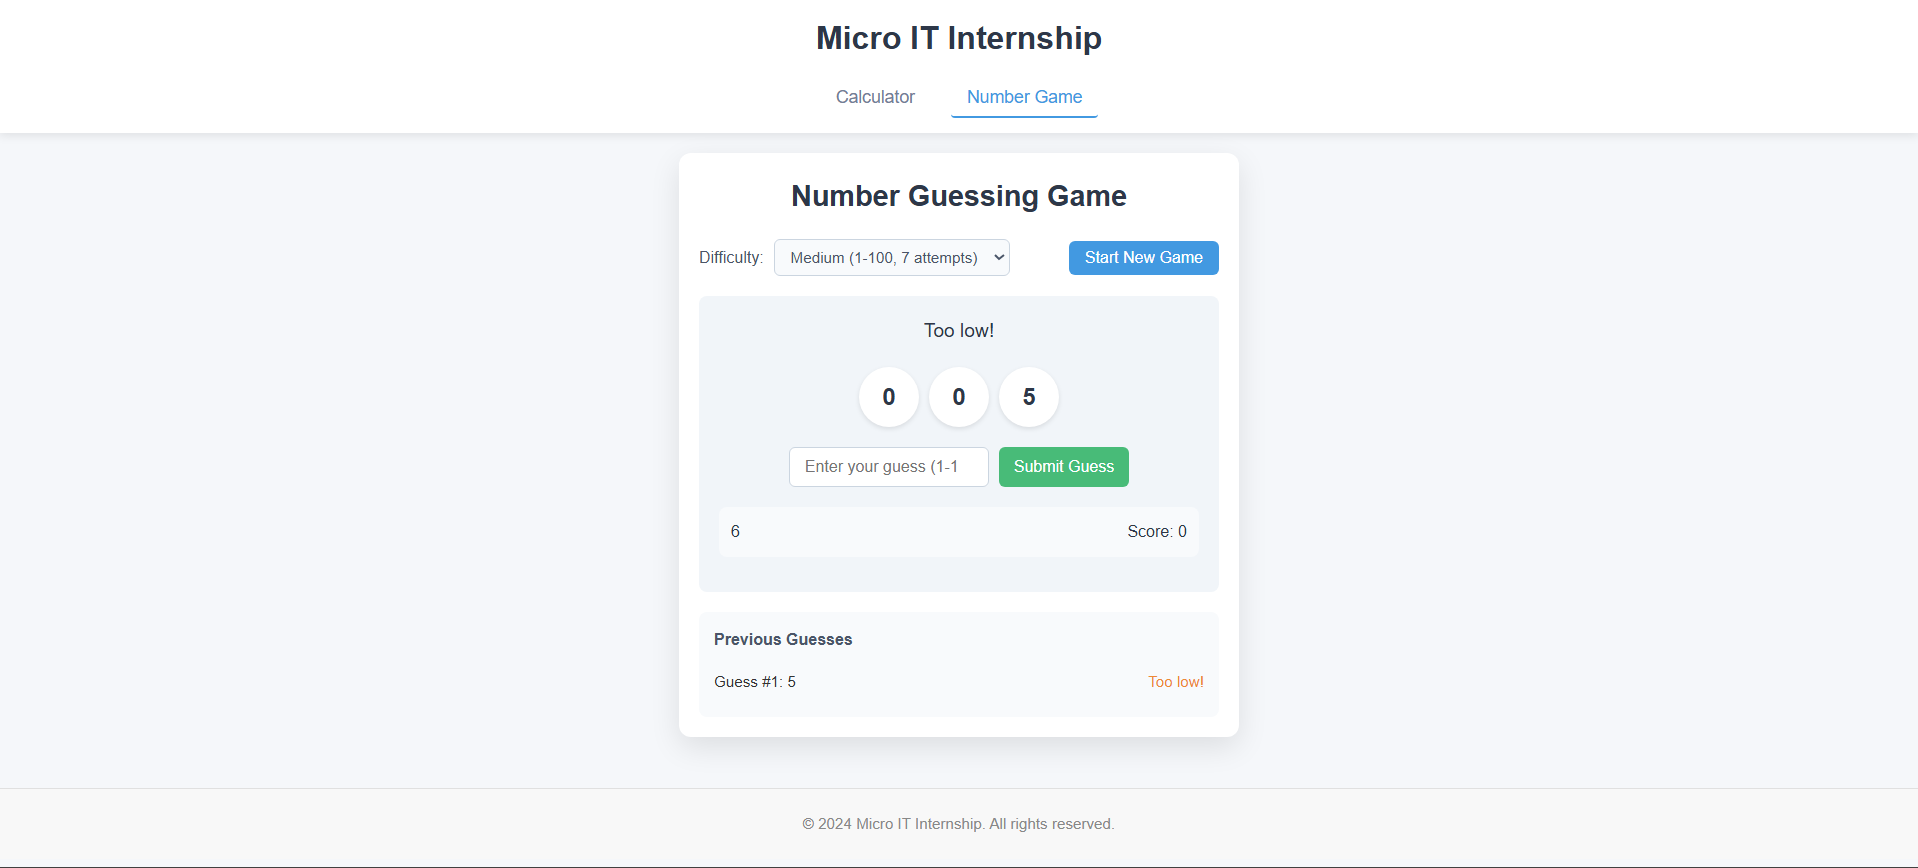 Micro IT Internship
Calculator Number Game
Number Guessing Game
Difficulty: Medium (1-100, 7 attempts) Start New Game
Too low!
0 0 5
Enter your guess (1-1 Submit Guess
6 Score: 0
Previous Guesses
Guess #1: 5 Too low!
© 2024 Micro IT Internship. All rights reserved.